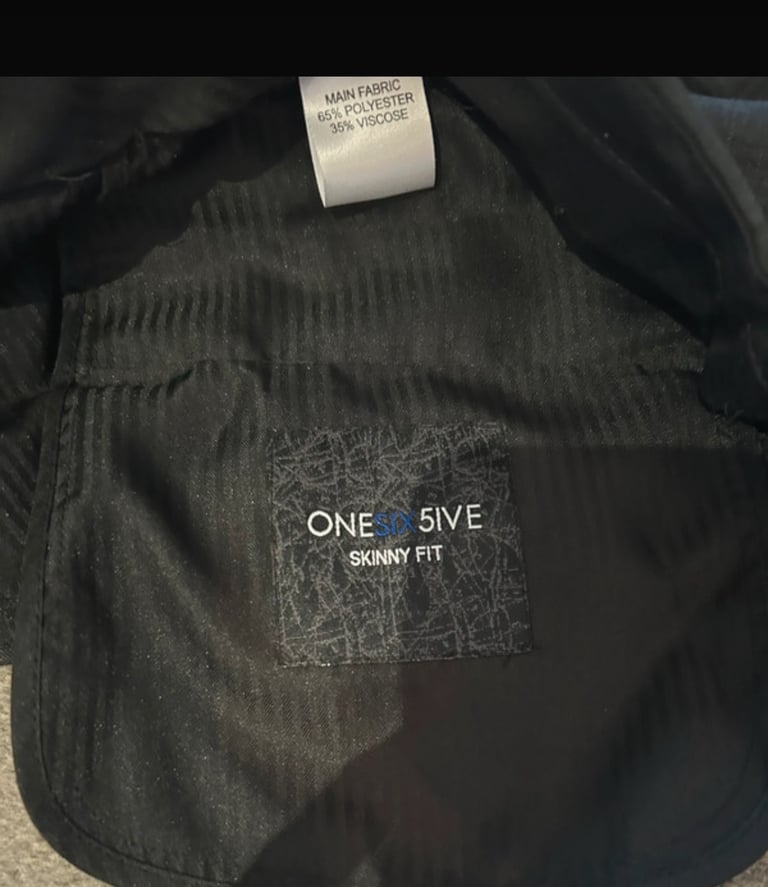 MAIN FABRIC
65% POLYESTER
35% VISCOSE
ONESIX5IVE
SKINNY FIT